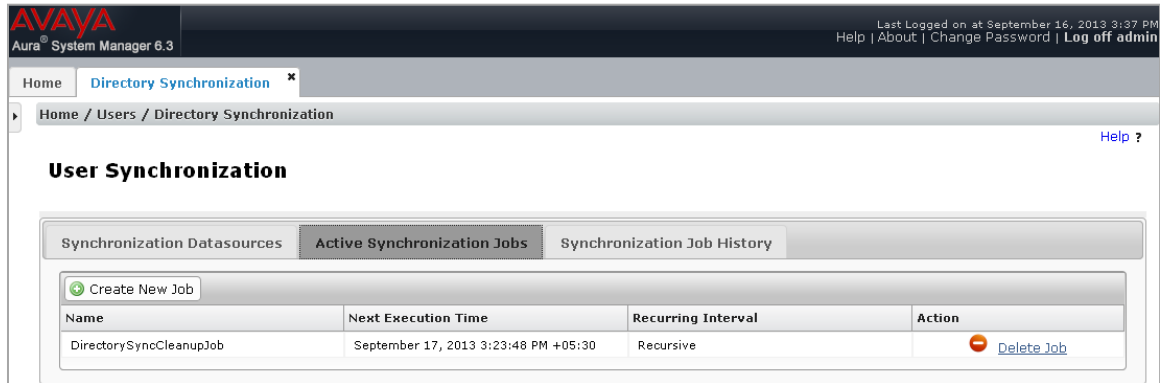 AVAYA
Last Logged on at September 16, 2013 3:37 PM
Aura® System Manager 6.3
Help | About | Change Password | Log off admin
Home Directory Synchronization ×
Home / Users / Directory Synchronization
Help ?
User Synchronization
Synchronization Datasources Active Synchronization Jobs Synchronization Job History
Create New Job
Name Next Execution Time Recurring Interval Action
DirectorySyncCleanupJob September 17, 2013 3:23:48 PM +05:30 Recursive Delete Job